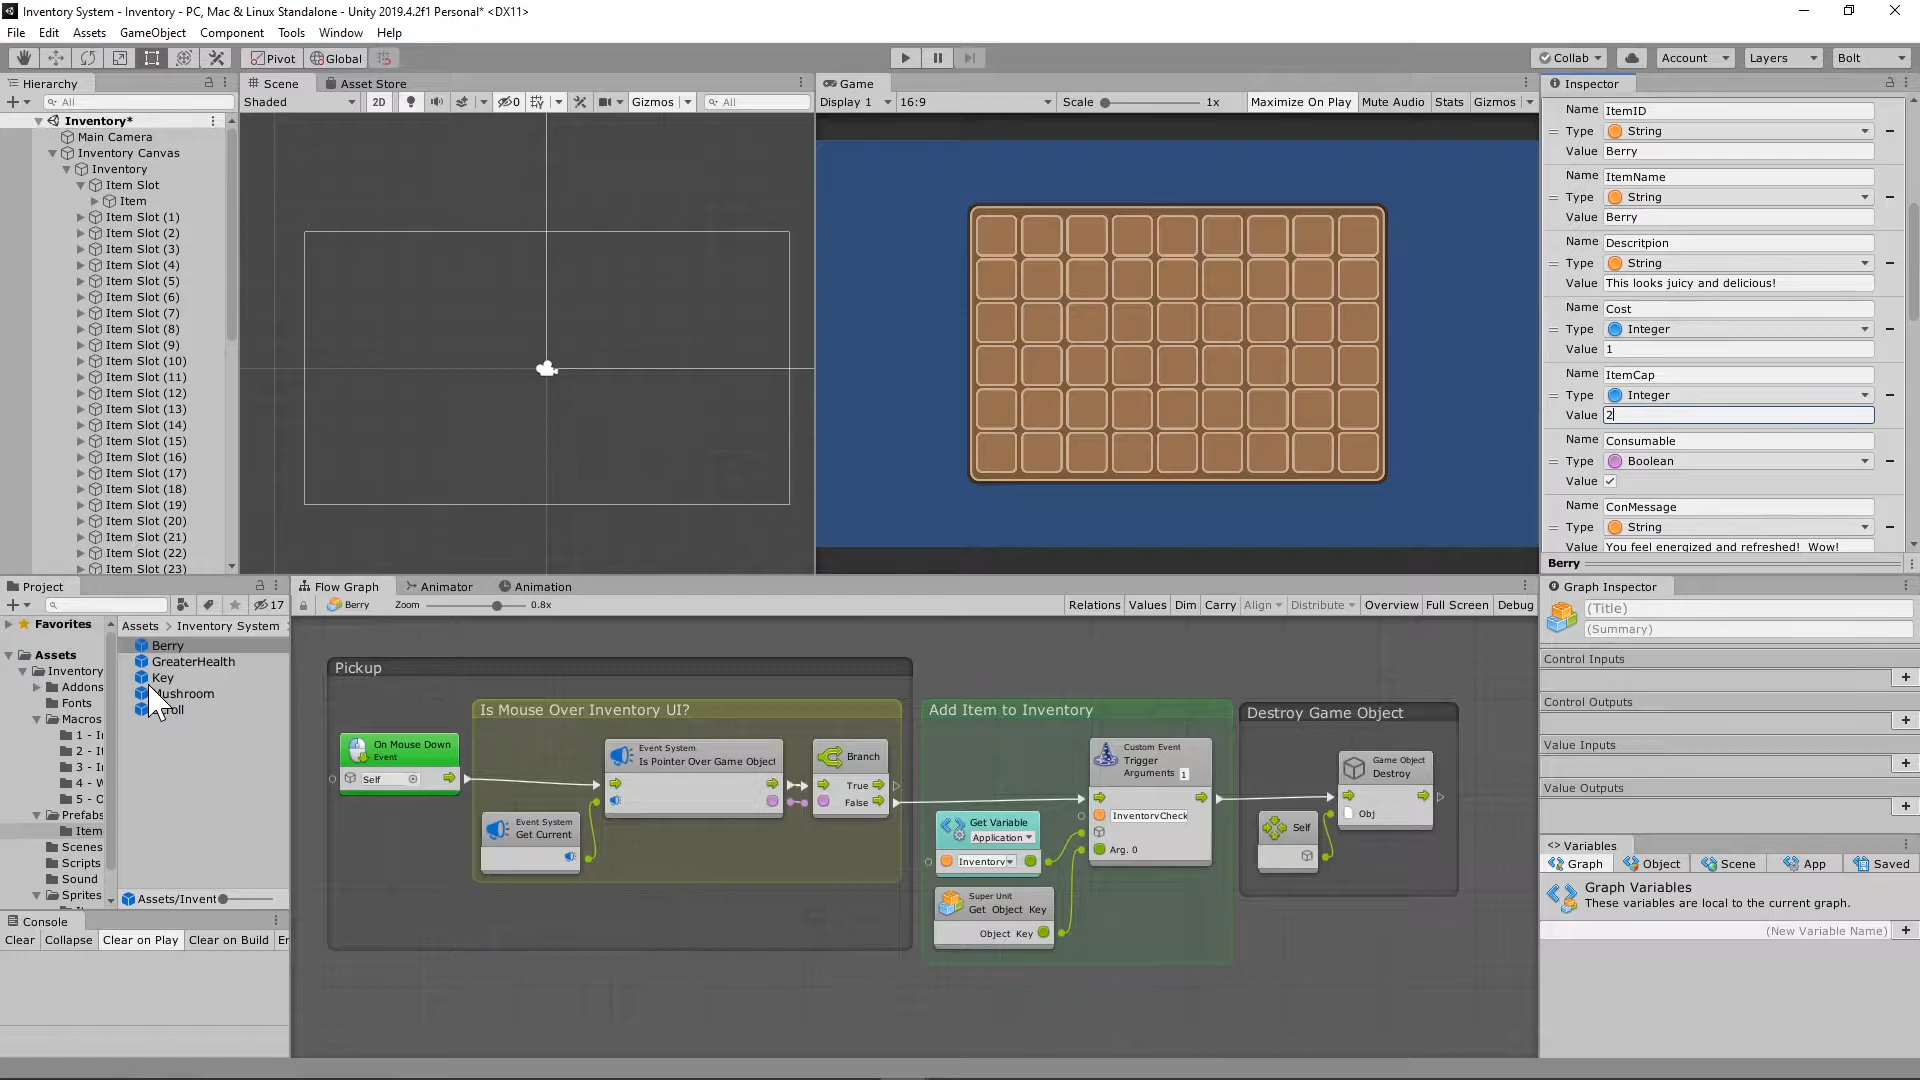 Inventory System - Inventory - PC, Mac & Linux Standalone - Unity 2019.4.2f1 Personal* <DX11>
File Edit Assets GameObject Component Tools Window Help
Pivot Global Collab Account Layers Bolt
Hierarchy
All
Inventory*
Main Camera
Inventory Canvas
Inventory
Item Slot
Item
Item Slot (1)
Item Slot (2)
Item Slot (3)
Item Slot (4)
Item Slot (5)
Item Slot (6)
Item Slot (7)
Item Slot (8)
Item Slot (9)
Item Slot (10)
Item Slot (11)
Item Slot (12)
Item Slot (13)
Item Slot (14)
Item Slot (15)
Item Slot (16)
Item Slot (17)
Item Slot (18)
Item Slot (19)
Item Slot (20)
Item Slot (21)
Item Slot (22)
Item Slot (23)
Scene Asset Store
Shaded 2D 0 Gizmos All
Game
Display 1 16:9 Scale 1x Maximize On Play Mute Audio Stats Gizmos
Inspector
Name ItemID
Type String
Value Berry
Name ItemName
Type String
Value Berry
Name Descritpion
Type String
Value This looks juicy and delicious!
Name Cost
Type Integer
Value 1
Name ItemCap
Type Integer
Value 2
Name Consumable
Type Boolean
Value
Name ConMessage
Type String
Value You feel energized and refreshed! Wow!
Berry
Project
17
Favorites
Assets
Inventory
Addons
Fonts
Macros
1 - I
2 - I
3 - I
4 - 
5 - 
Prefabs
Item
Scenes
Scripts
Sound
Sprites
Assets > Inventory System >
Berry
GreaterHealth
Key
Mushroom
Assets/Invent
Console
Clear Collapse Clear on Play Clear on Build Er
Flow Graph Animator Animation
Berry Zoom 0.8x Relations Values Dim Carry Align Distribute Overview Full Screen Debug
Pickup
On Mouse Down
Event
Self
Is Mouse Over Inventory UI?
Event System
Is Pointer Over Game Object
Branch
True
False
Event System
Get Current
Add Item to Inventory
Custom Event
Trigger
Arguments 1
InventoryCheck
Arg. 0
Get Variable
Application
Inventory
Super Unit
Get Object Key
Object Key
Destroy Game Object
Game Object
Destroy
Obj
Self
Graph Inspector
(Title)
(Summary)
Control Inputs
Control Outputs
Value Inputs
Value Outputs
<> Variables
Graph Object Scene App Saved
Graph Variables
These variables are local to the current graph.
(New Variable Name)